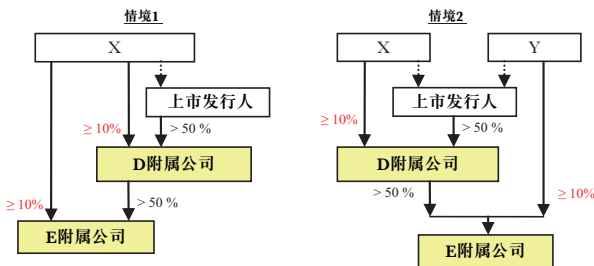 情境1
X
上市发行人
≥ 10%
> 50 %
D附属公司
≥ 10%
> 50 %
E附属公司
情境2
X
Y
上市发行人
≥ 10%
> 50 %
D附属公司
> 50 %
≥ 10%
E附属公司